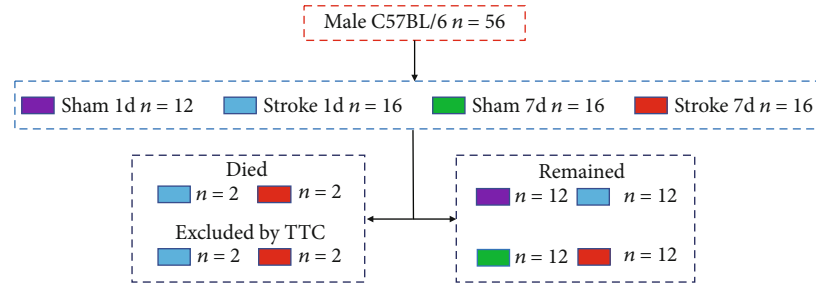 Male C57BL/6 n = 56
Sham 1d n = 12 Stroke 1d n = 16 Sham 7d n = 16 Stroke 7d n = 16
Died
n = 2 n = 2
Excluded by TTC
n = 2 n = 2
Remained
n = 12 n = 12
n = 12 n = 12